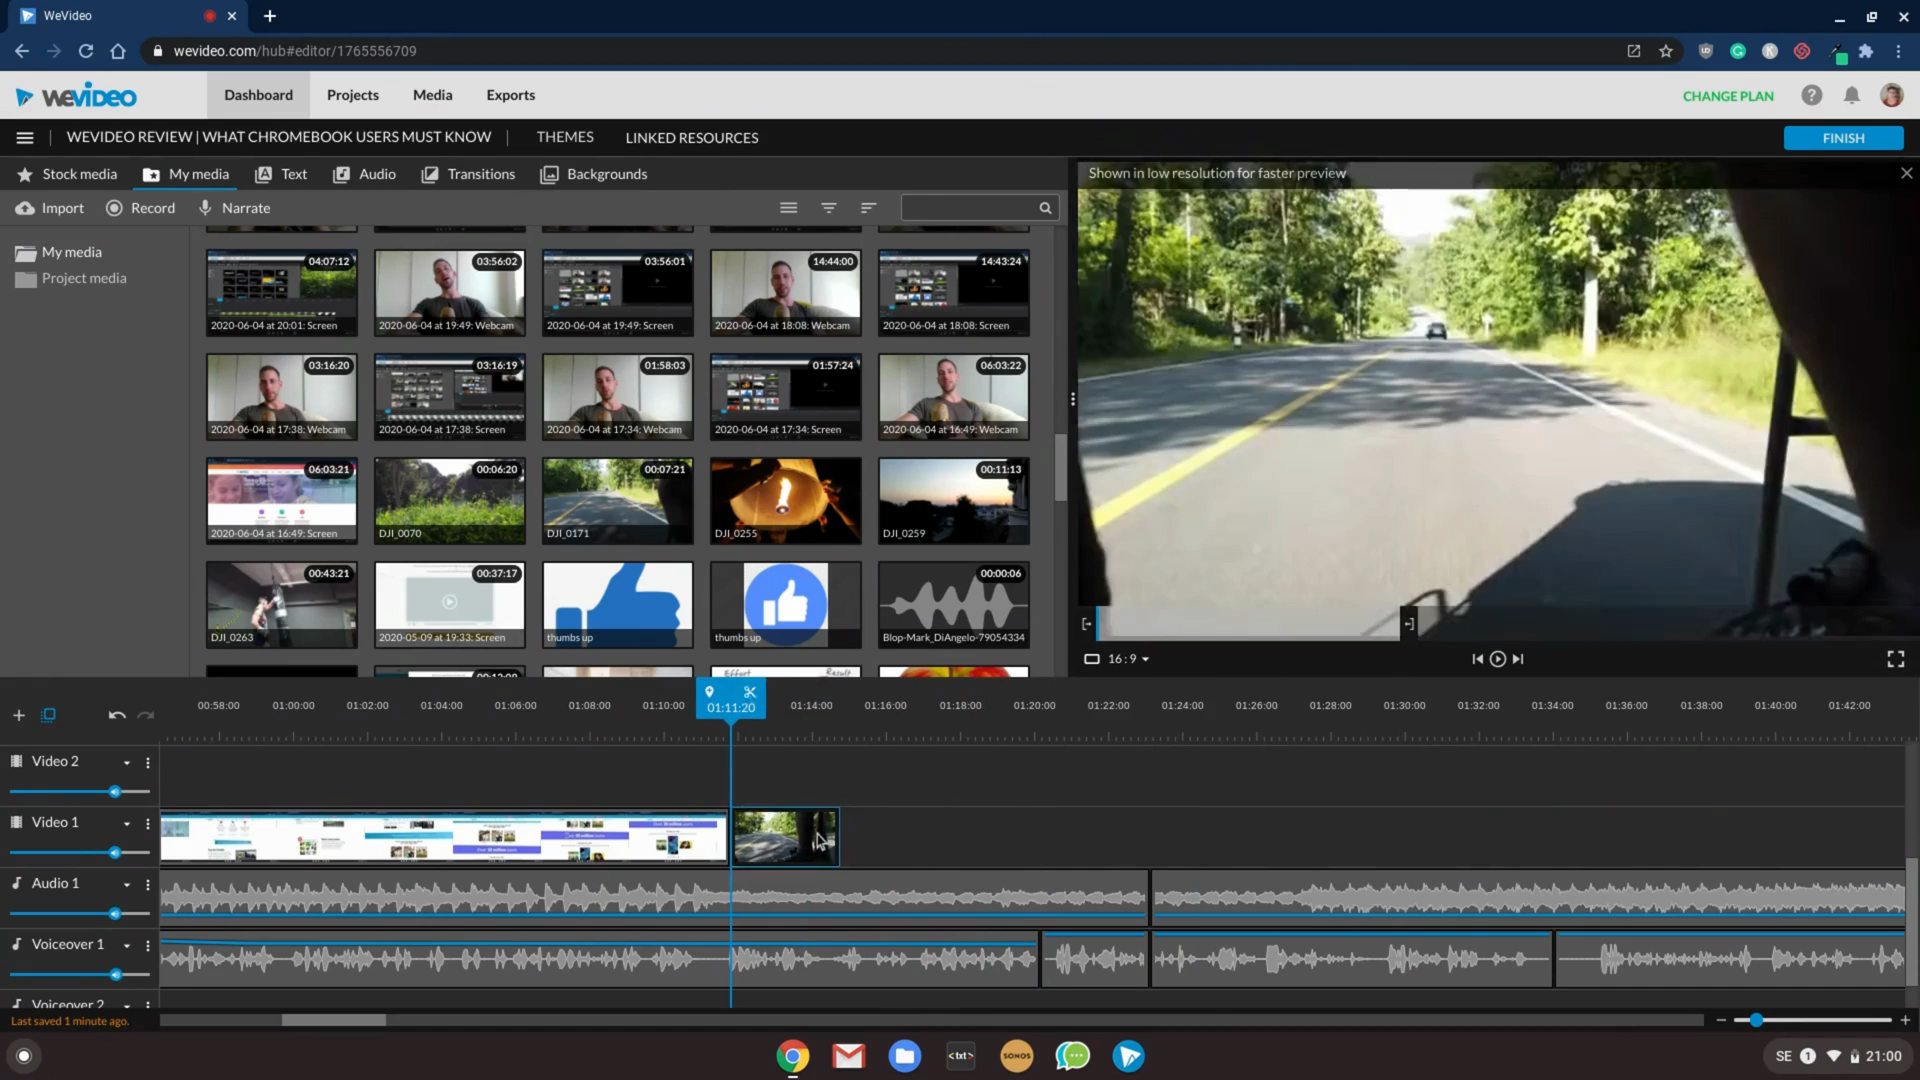 WeVideo
wevideo.com/hub#editor/1765556709
WEVIDEO
Dashboard
Projects
Media
Exports
CHANGE PLAN
WEVIDEO REVIEW | WHAT CHROMEBOOK USERS MUST KNOW
THEMES
LINKED RESOURCES
FINISH
Stock media
My media
Text
Audio
Transitions
Backgrounds
Import
Record
Narrate
Shown in low resolution for faster preview
My media
Project media
04:07:12
2020-06-04 at 20:01: Screen
03:56:02
2020-06-04 at 19:49: Webcam
03:56:01
2020-06-04 at 19:49: Screen
14:44:00
2020-06-04 at 18:08: Webcam
14:43:24
2020-06-04 at 18:08: Screen
03:16:20
2020-06-04 at 17:38: Webcam
03:16:19
2020-06-04 at 17:38: Screen
01:58:03
2020-06-04 at 17:34: Webcam
01:57:24
2020-06-04 at 17:34: Screen
06:03:22
2020-06-04 at 16:49: Webcam
06:03:21
2020-06-04 at 16:49: Screen
00:06:20
DJI_0070
00:07:21
DJI_0171
DJI_0255
00:11:13
DJI_0259
00:43:21
DJI_0263
00:37:17
2020-05-09 at 19:33: Screen
thumbs up
thumbs up
00:00:06
Blop-Mark_DiAngelo-79054334
Effort
Result
16:9
00:58:00
01:00:00
01:02:00
01:04:00
01:06:00
01:08:00
01:10:00
01:11:20
01:14:00
01:16:00
01:18:00
01:20:00
01:22:00
01:24:00
01:26:00
01:28:00
01:30:00
01:32:00
01:34:00
01:36:00
01:38:00
01:40:00
01:42:00
Video 2
Video 1
Audio 1
Voiceover 1
Voiceover 2
Last saved 1 minute ago.
<txt>
SONOS
SE
1
21:00